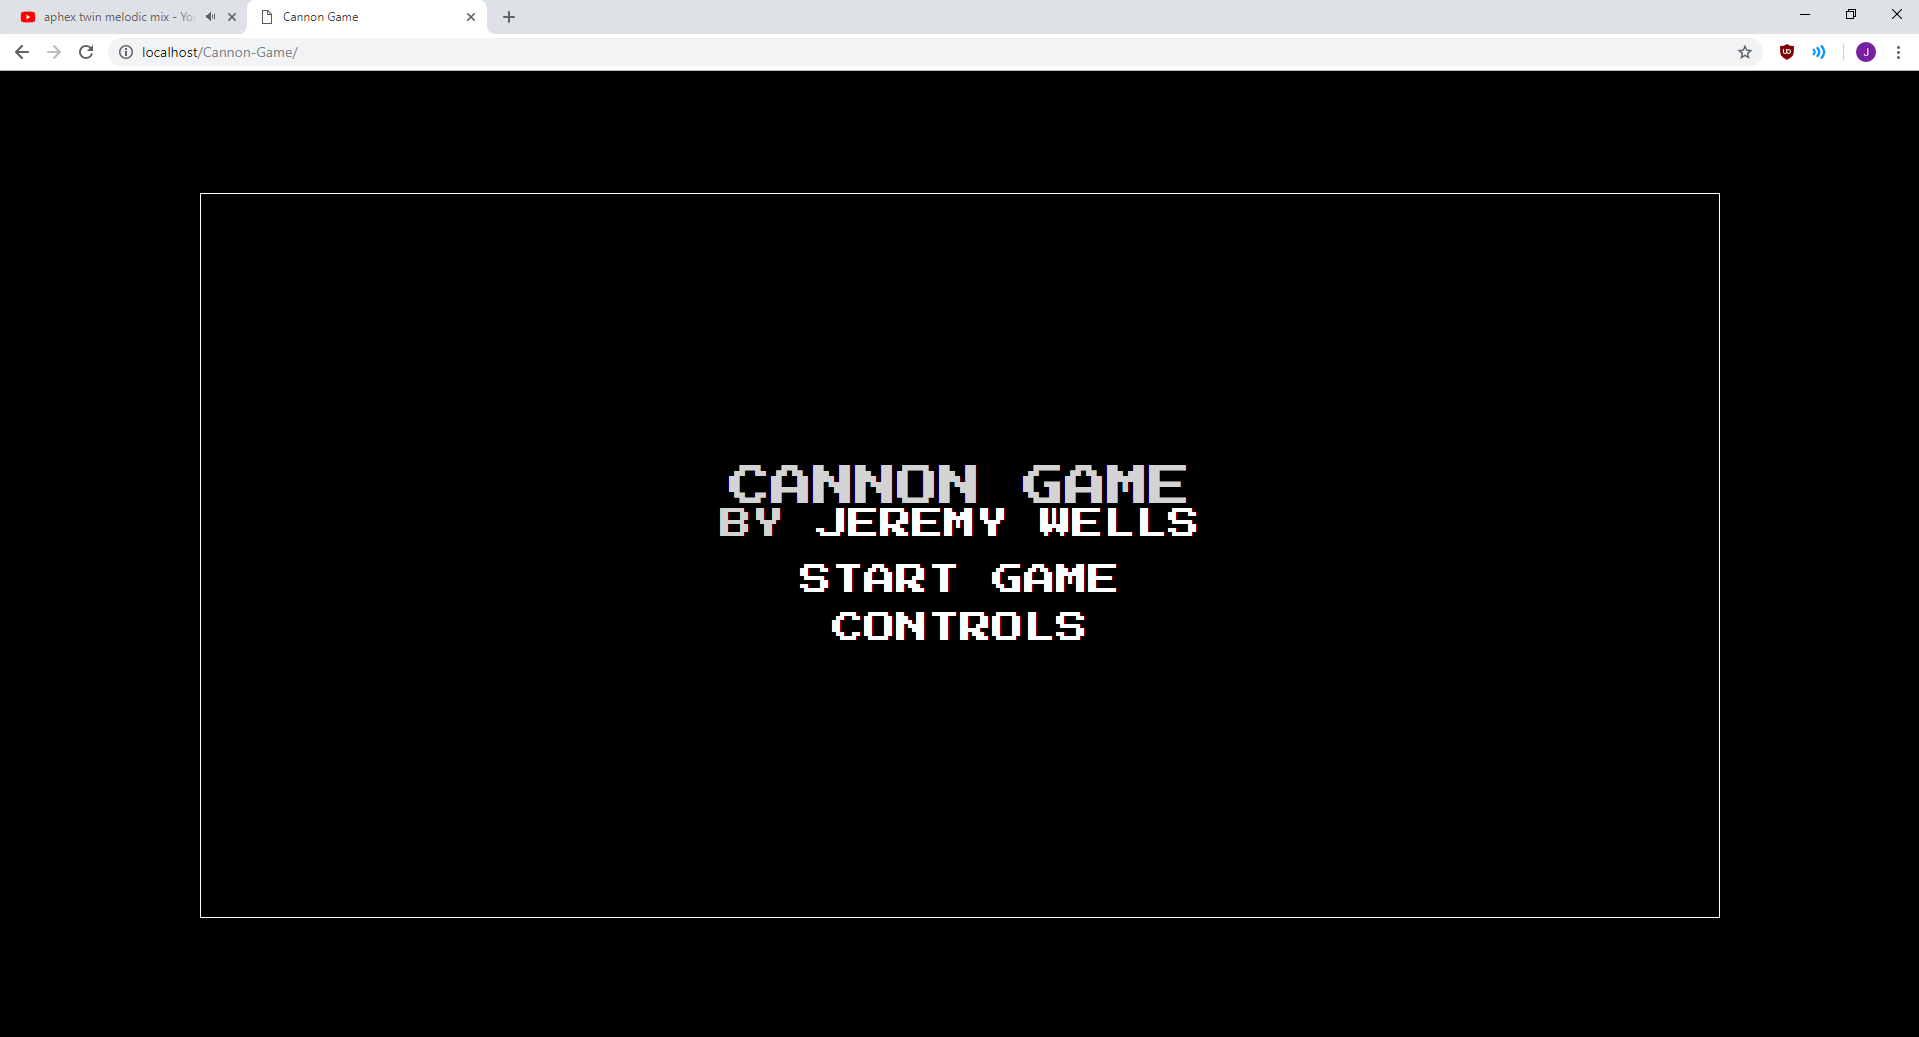 aphex twin melodic mix - Yo
Cannon Game
localhost/Cannon-Game/
J
CANNON GAME
BY JEREMY WELLS
START GAME
CONTROLS